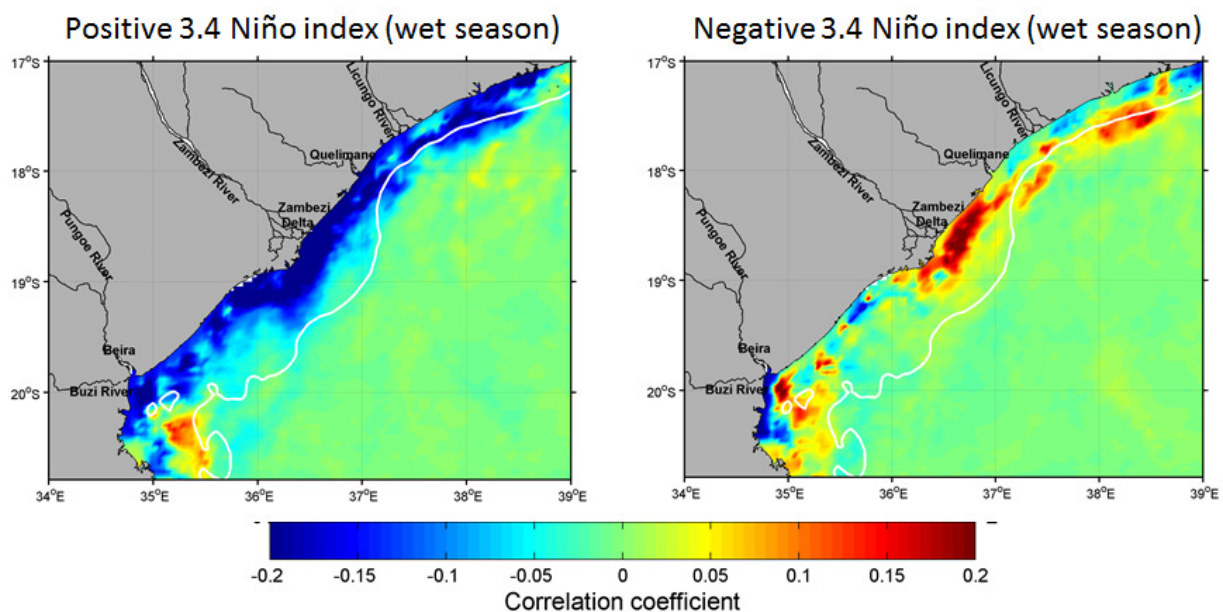 Positive 3.4 Niño index (wet season)
Negative 3.4 Niño index (wet season)
17°S
18°S
19°S
20°S
34°E
35°E
36°E
37°E
38°E
39°E
Licungo River
Zambezi River
Quelimane
Zambezi
Delta
Pungoe River
Beira
Buzi River
17°S
18°S
19°S
20°S
34°E
35°E
36°E
37°E
38°E
39°E
Licungo River
Zambezi River
Quelimane
Zambezi
Delta
Pungoe River
Beira
Buzi River
-0.2 -0.15 -0.1 -0.05 0 0.05 0.1 0.15 0.2
Correlation coefficient